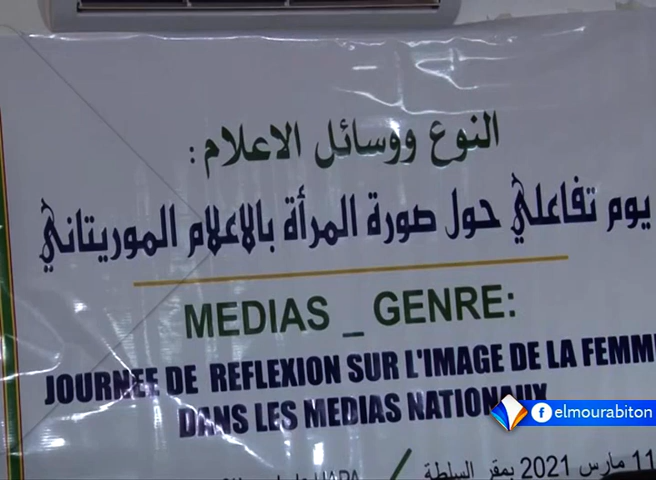 النوع ووسائل الاعلام :
يوم تفاعلي حول صورة المرأة بالاعلام الموريتاني
MEDIAS _ GENRE:
JOURNEE DE REFLEXION SUR L'IMAGE DE LA FEMM
DANS LES MEDIAS NATIONAUX
elmourabiton
11 مارس 2021 بمقر السلطة